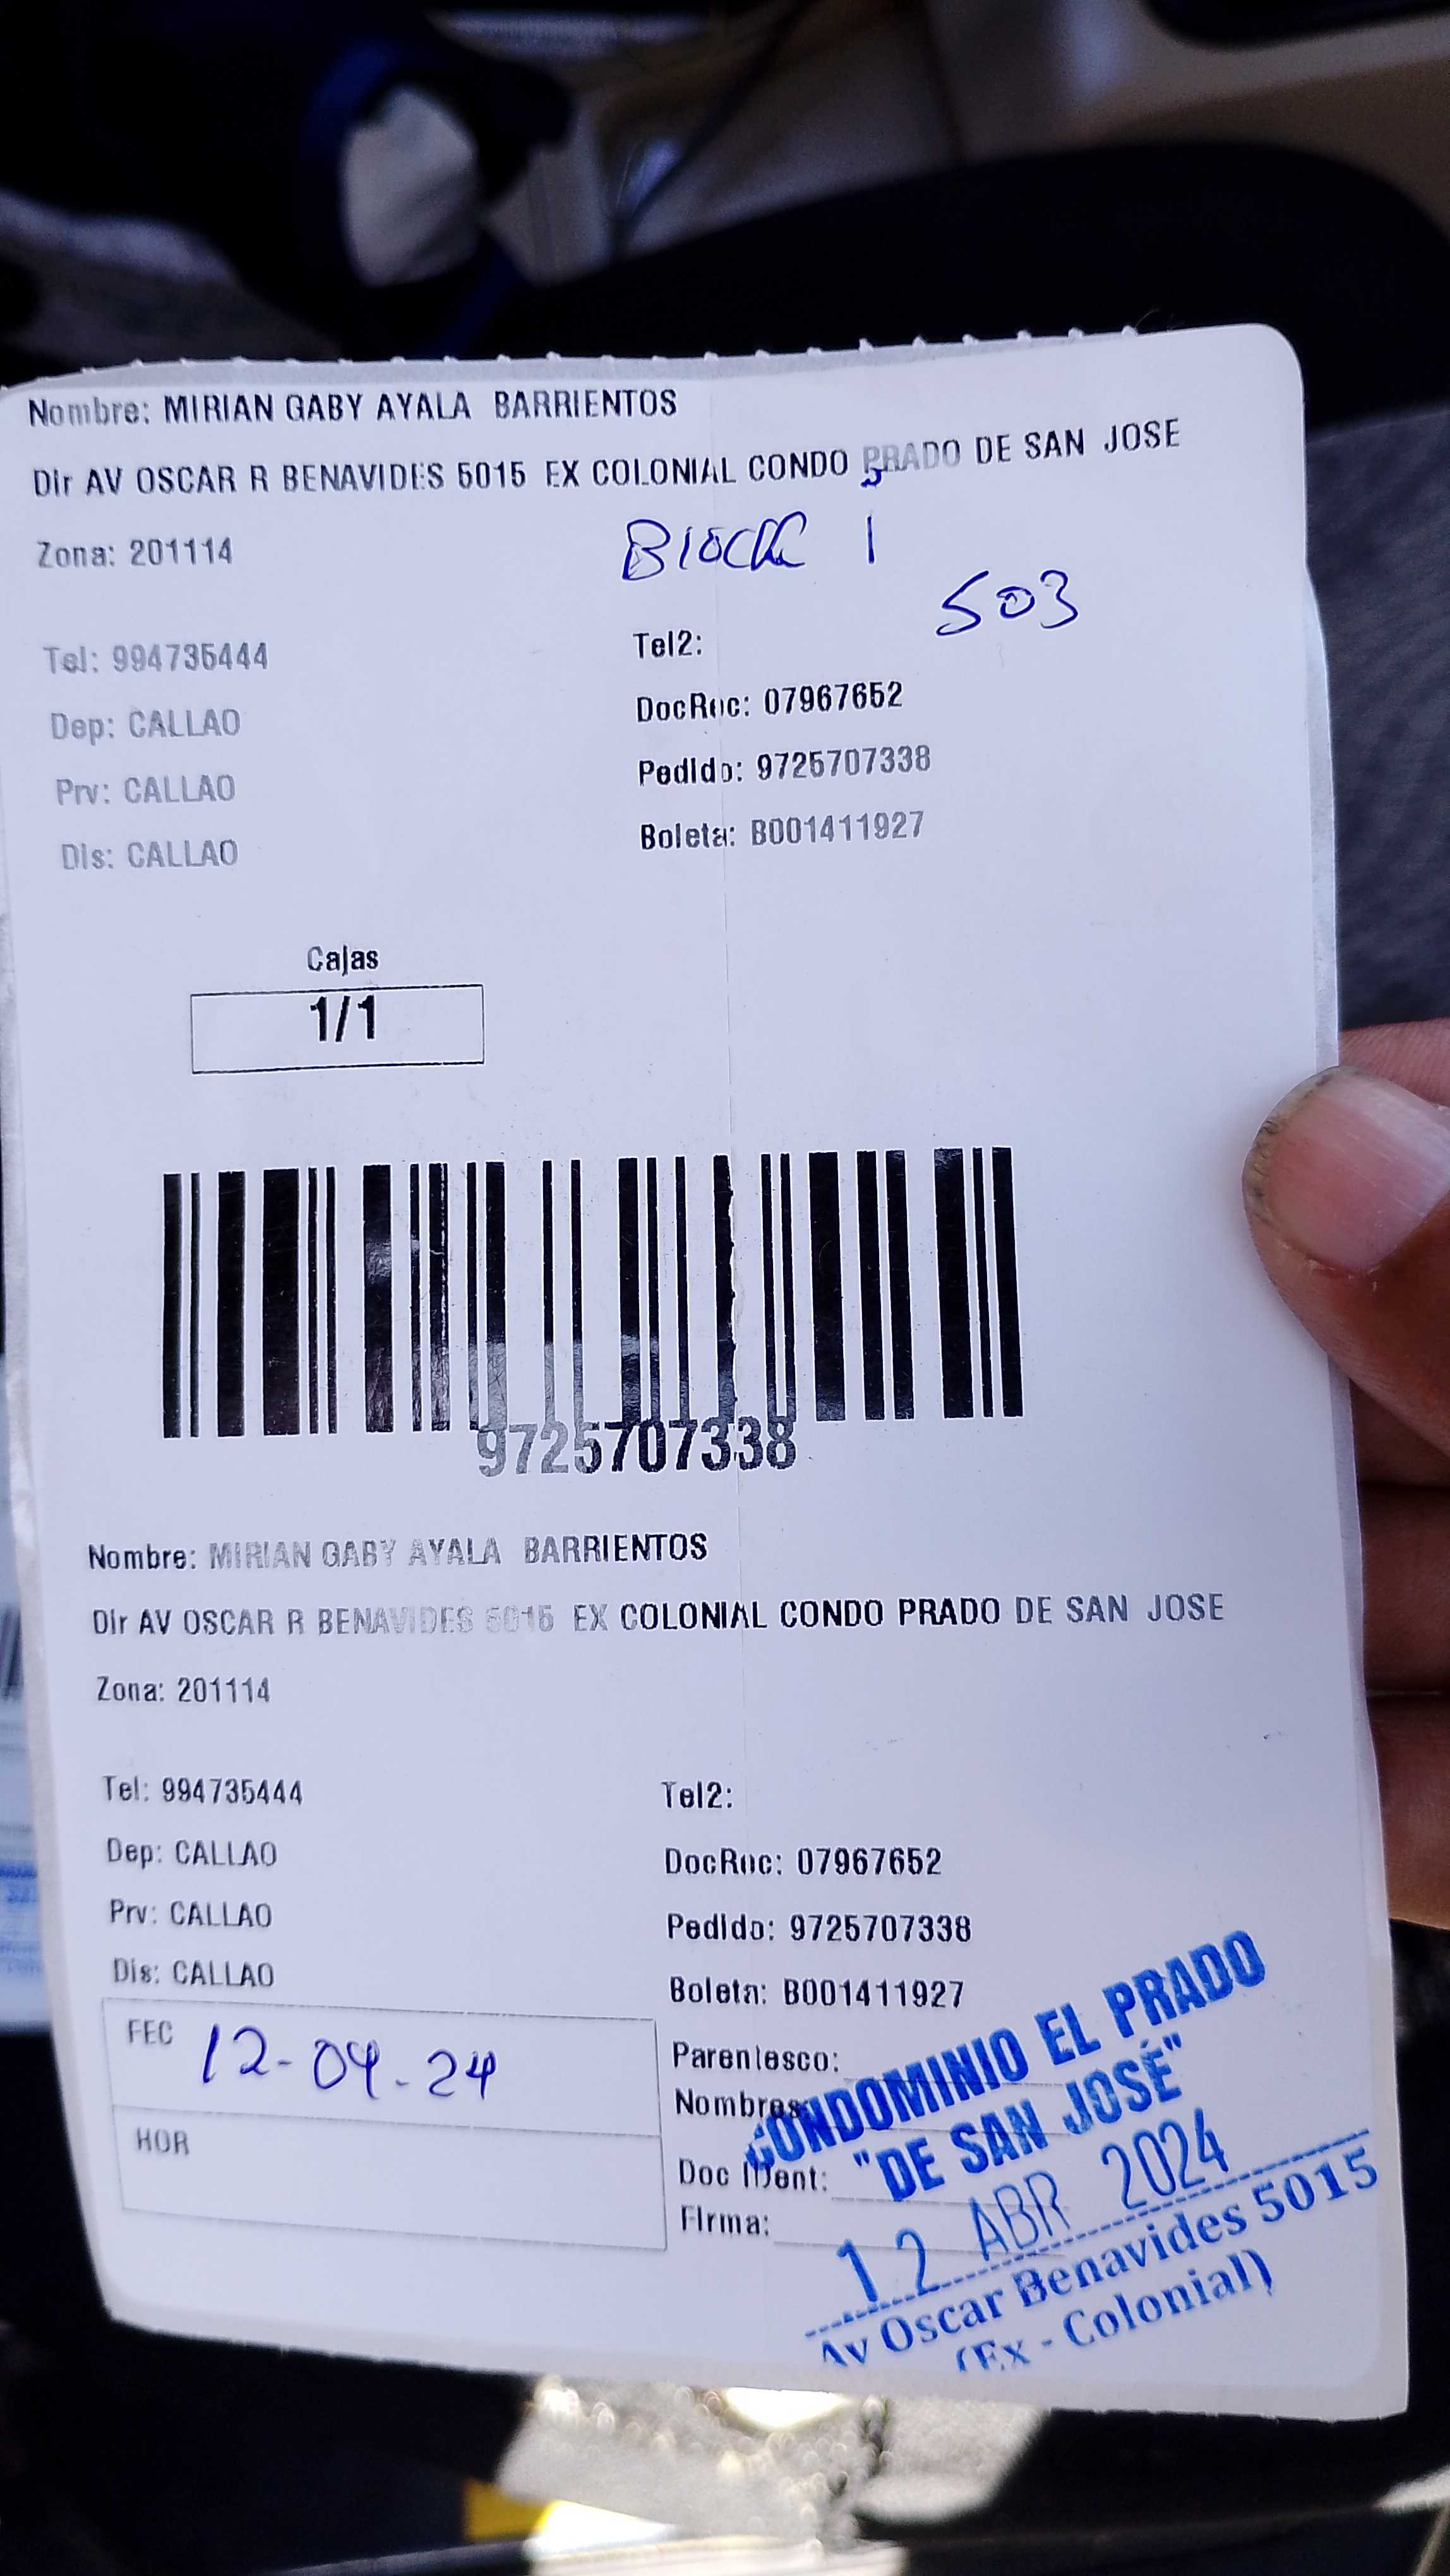 Nombre: MIRIAN GABY AYALA BARRIENTOS
Dir AV OSCAR R BENAVIDES 5015 EX COLONIAL CONDO PRADO DE SAN JOSE
Zona: 201114
Block 1
503
Tel: 994735444
Tel2:
Dep: CALLAO
DocRec: 07967652
Prv: CALLAO
Pedido: 9725707338
Dis: CALLAO
Boleta: B001411927
Cajas
1/1
9725707338
Nombre: MIRIAN GABY AYALA BARRIENTOS
Dir AV OSCAR R BENAVIDES 5015 EX COLONIAL CONDO PRADO DE SAN JOSE
Zona: 201114
Tel: 994735444
Tel2:
Dep: CALLAO
DocRec: 07967652
Prv: CALLAO
Pedido: 9725707338
Dis: CALLAO
Boleta: B001411927
FEC 12-04-24
HOR
Parentesco:
Nombres
Doc Ident:
Firma:
CONDOMINIO EL PRADO
"DE SAN JOSÉ"
12 ABR 2024
Av Oscar Benavides 5015
(Ex - Colonial)